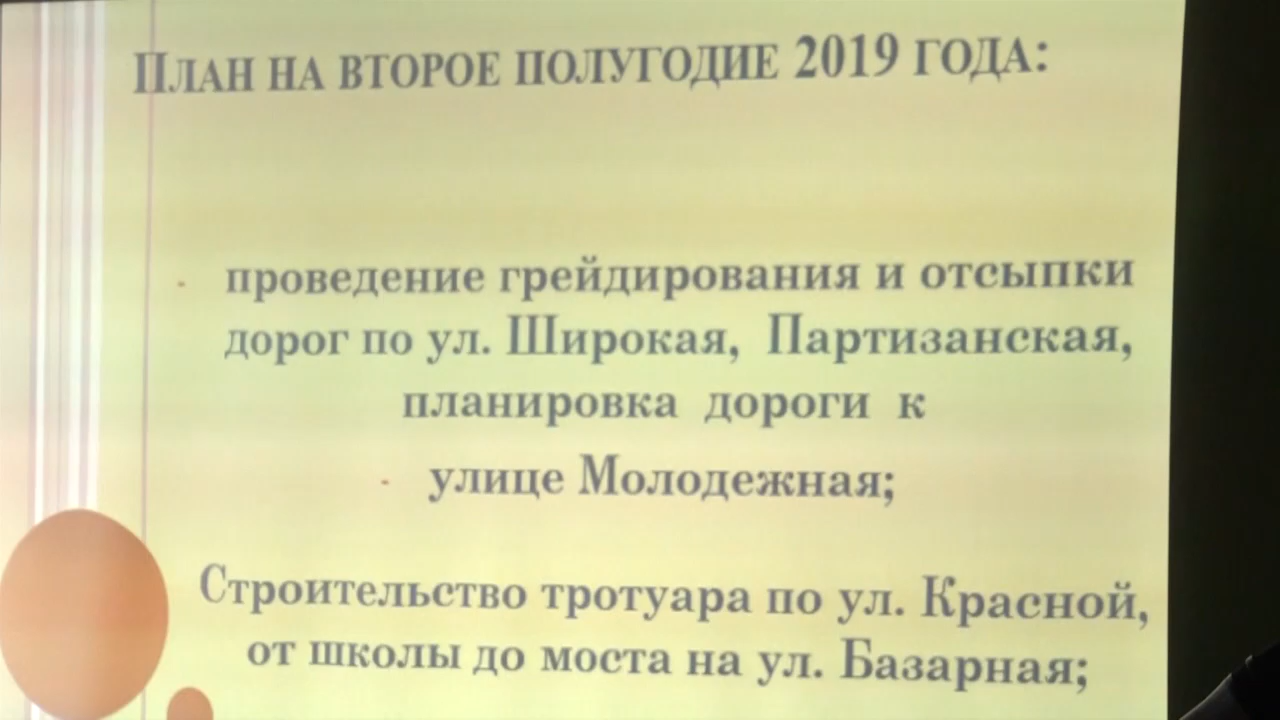 План на второе полугодие 2019 года:
- проведение грейдирования и отсыпки
дорог по ул. Широкая, Партизанская,
планировка дороги к
- улице Молодежная;
Строительство тротуара по ул. Красной,
от школы до моста на ул. Базарная;